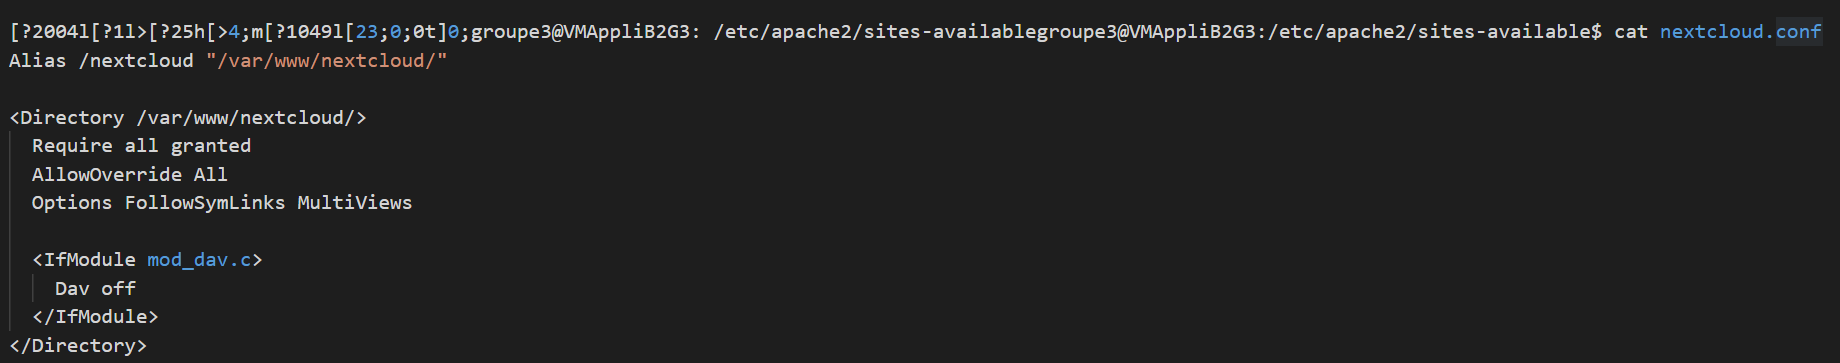 [?2004l[?1l>[?25h[>4;m[?1049l[23;0;0t]0;groupe3@VMAppliB2G3: /etc/apache2/sites-availablegroupe3@VMAppliB2G3:/etc/apache2/sites-available$ cat nextcloud.conf
Alias /nextcloud "/var/www/nextcloud/"
<Directory /var/www/nextcloud/>
Require all granted
AllowOverride All
Options FollowSymLinks MultiViews
<IfModule mod_dav.c>
Dav off
</IfModule>
</Directory>